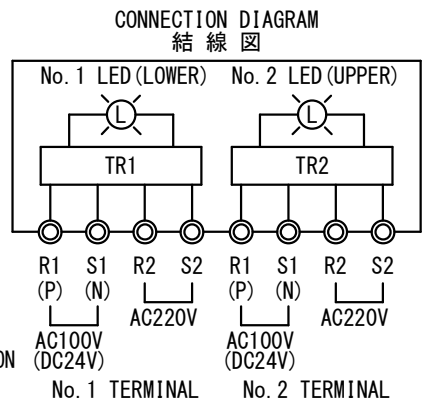 CONNECTION DIAGRAM
結線図
No.1 LED(LOWER) No.2 LED(UPPER)
L L
TR1 TR2
R1 S1 R2 S2 R1 S1 R2 S2
(P) (N) (P) (N)
AC220V AC220V
AC100V AC100V
ON (DC24V) (DC24V)
No.1 TERMINAL No.2 TERMINAL